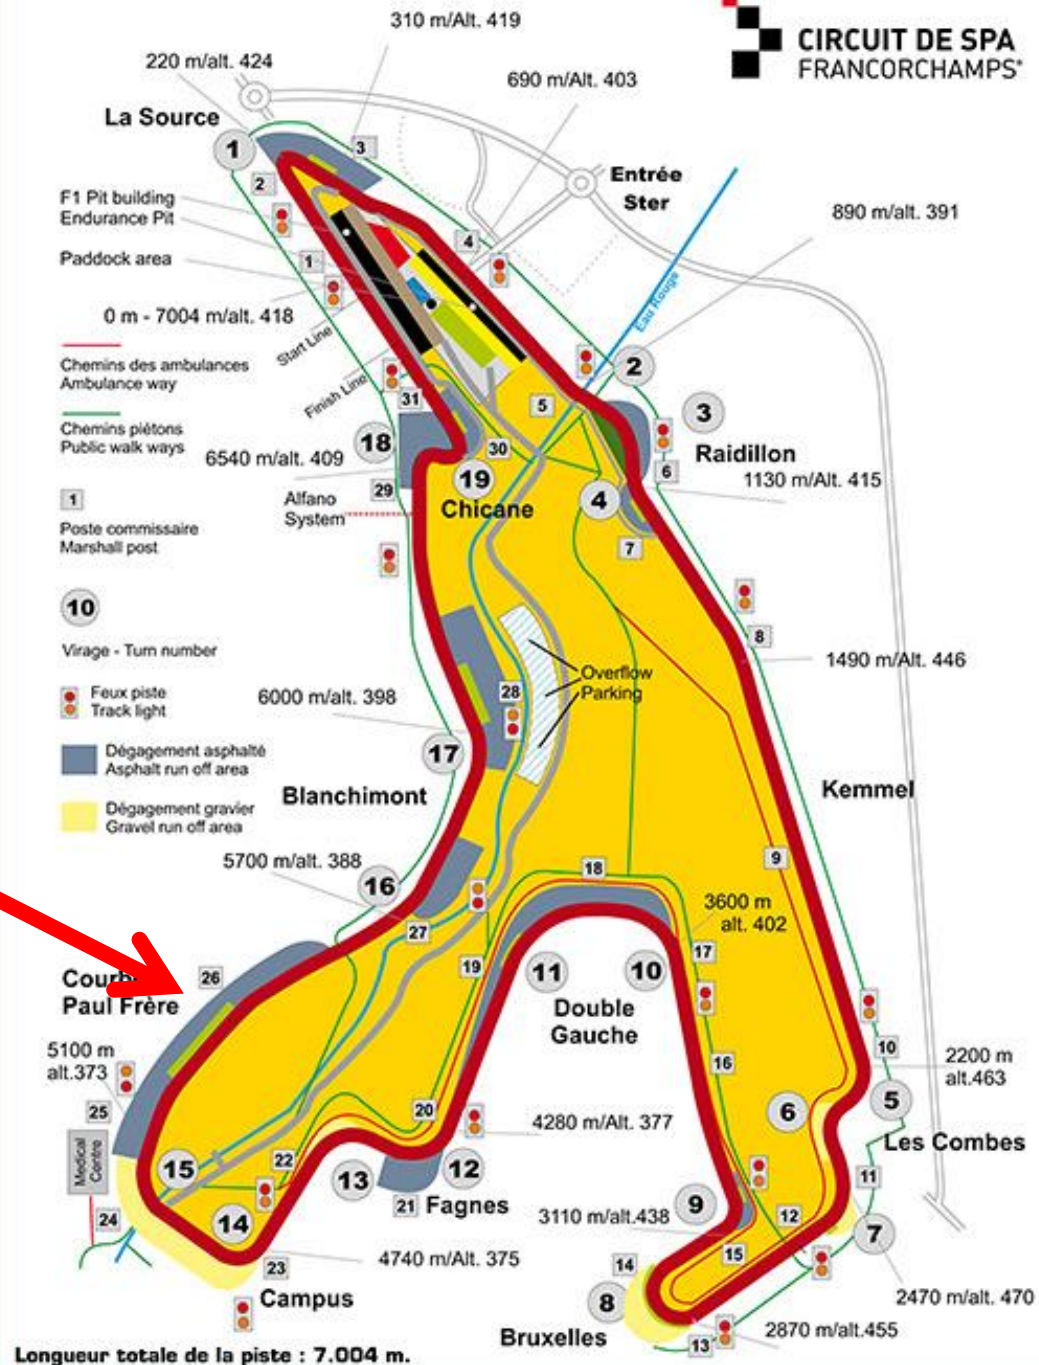 CIRCUIT DE SPA
FRANCORCHAMPS®
310 m/Alt. 419
220 m/alt. 424
690 m/Alt. 403
La Source
1
3
2
Entrée
Ster
F1 Pit building
Endurance Pit
890 m/alt. 391
4
1
Paddock area
Eau Rouge
0 m - 7004 m/alt. 418
Start Line
Chemins des ambulances
Ambulance way
2
Finish Line
31
5
3
Chemins piétons
Public walk ways
18
30
Raidillon
6540 m/alt. 409
6
19
1130 m/Alt. 415
29
Alfano
System
Chicane
4
1
Poste commissaire
Marshall post
7
10
8
Virage - Turn number
1490 m/Alt. 446
Overflow
Parking
Feux piste
Track light
6000 m/alt. 398
28
17
Dégagement asphalté
Asphalt run off area
Kemmel
Blanchimont
Dégagement gravier
Gravel run off area
9
5700 m/alt. 388
18
16
3600 m
alt. 402
27
17
26
19
11
10
Paul Frère
Double
Gauche
5100 m
alt.373
10
2200 m
alt.463
16
5
25
20
6
4280 m/Alt. 377
Les Combes
Medical
Centre
22
15
13
12
11
21
Fagnes
9
24
14
3110 m/alt.438
12
7
15
4740 m/Alt. 375
14
23
Campus
8
2470 m/alt. 470
Bruxelles
2870 m/alt.455
13
Longueur totale de la piste : 7.004 m.